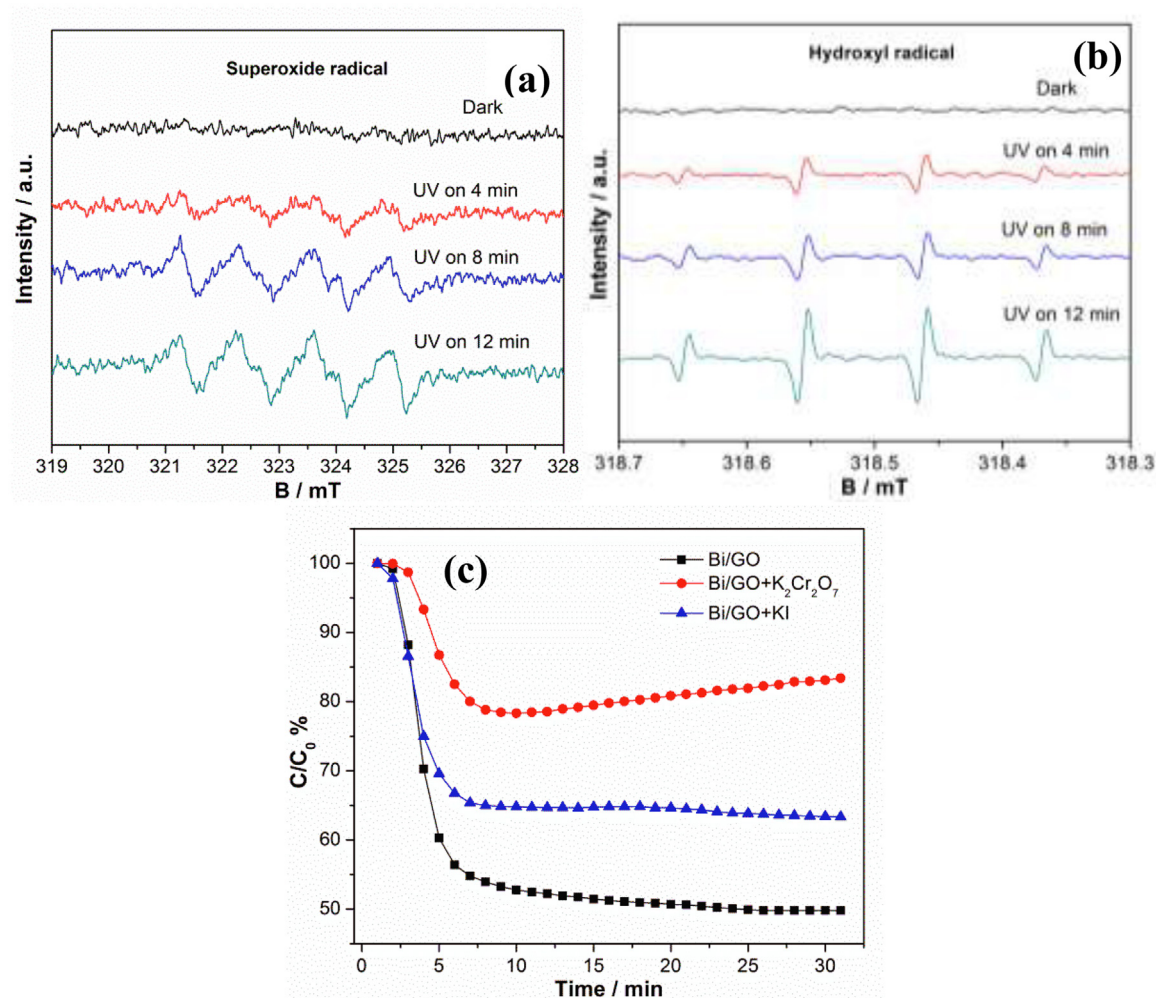 (a)
Superoxide radical
Dark
UV on 4 min
UV on 8 min
UV on 12 min
Intensity / a.u.
319 320 321 322 323 324 325 326 327 328
B / mT
(b)
Hydroxyl radical
Dark
UV on 4 min
UV on 8 min
UV on 12 min
Intensity / a.u.
318.7 318.6 318.5 318.4 318.3
B / mT
(c)
Bi/GO
Bi/GO+K₂Cr₂O₇
Bi/GO+KI
100
90
80
70
60
50
C/C₀ %
0 5 10 15 20 25 30
Time / min